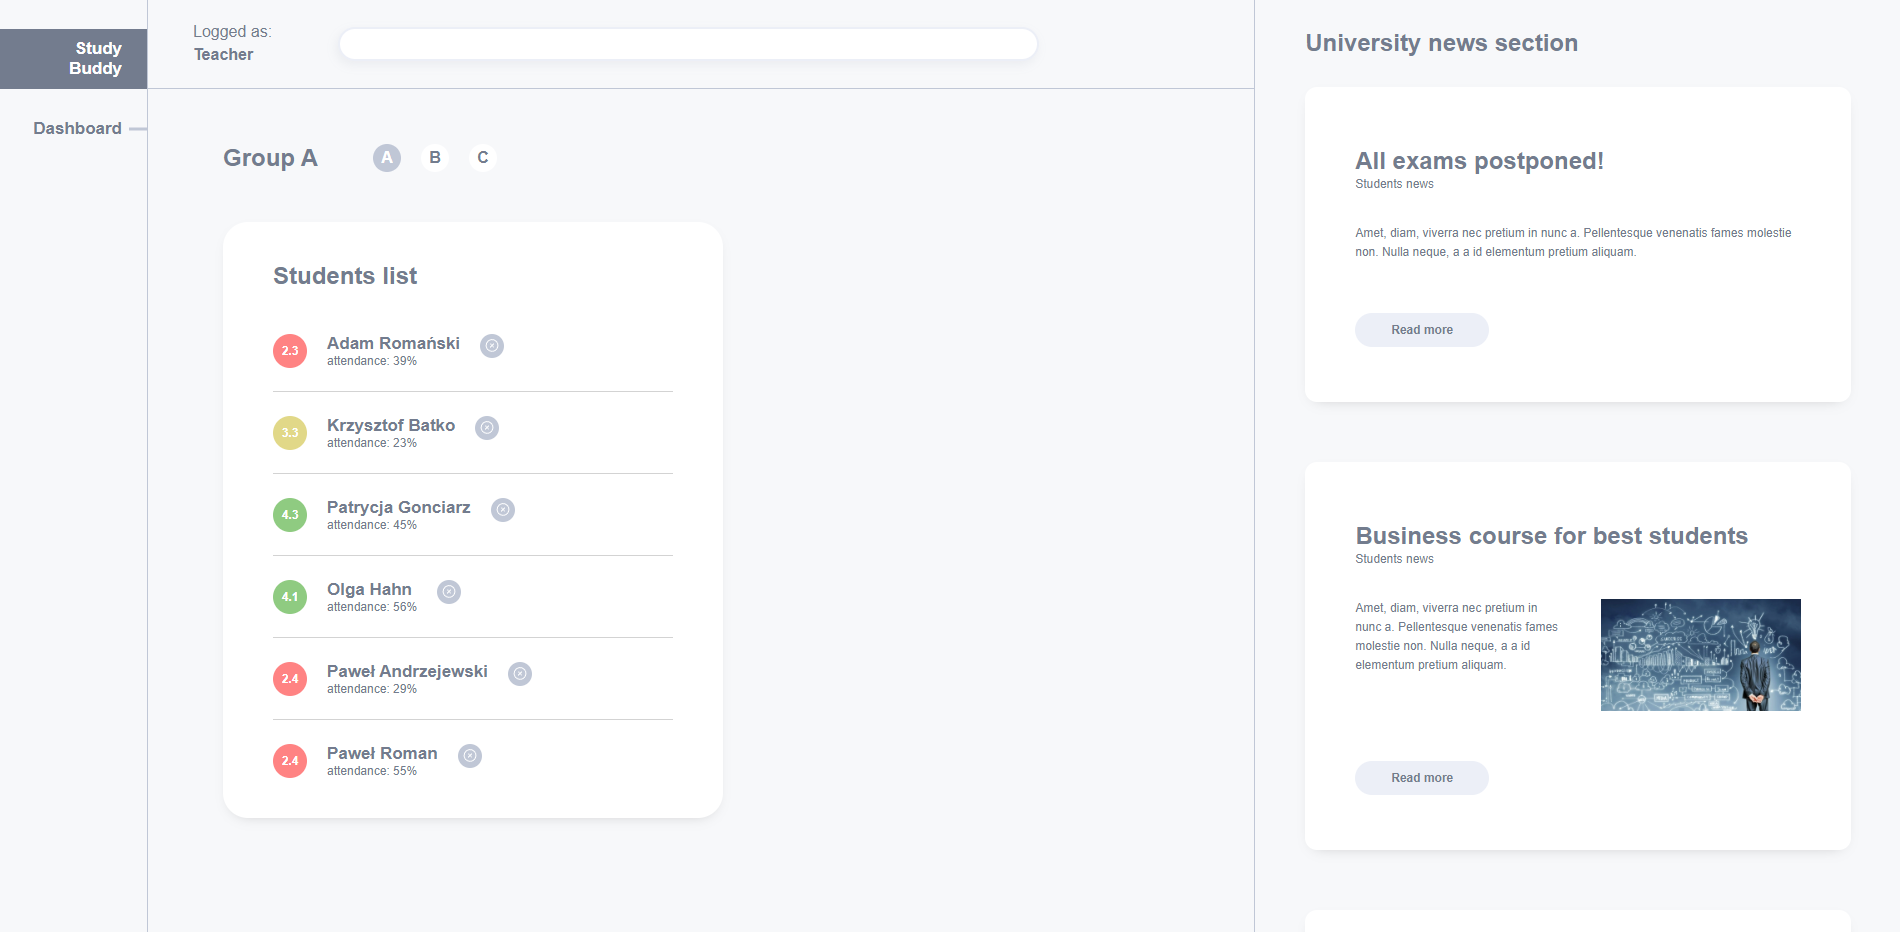 Study
Buddy
Dashboard
Logged as:
Teacher
Group A
A
B
C
Students list
2.3
Adam Romański
attendance: 39%
3.3
Krzysztof Batko
attendance: 23%
4.3
Patrycja Gonciarz
attendance: 45%
4.1
Olga Hahn
attendance: 56%
2.4
Paweł Andrzejewski
attendance: 29%
2.4
Paweł Roman
attendance: 55%
University news section
All exams postponed!
Students news
Amet, diam, viverra nec pretium in nunc a. Pellentesque venenatis fames molestie
non. Nulla neque, a a id elementum pretium aliquam.
Read more
Business course for best students
Students news
Amet, diam, viverra nec pretium in
nunc a. Pellentesque venenatis fames
molestie non. Nulla neque, a a id
elementum pretium aliquam.
Read more